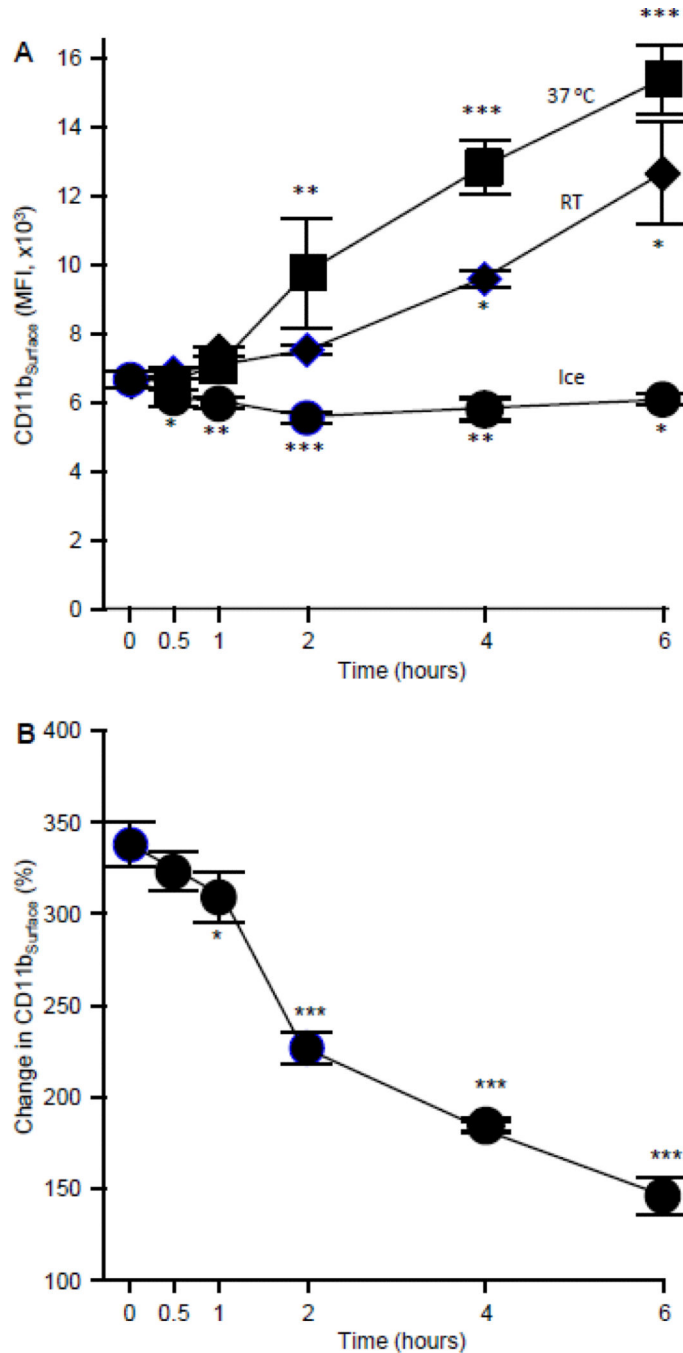 A
CD11bSurface (MFI, x10³)
16
14
12
10
8
6
4
2
0
***
37 ºC
***
**
RT
*
*
Ice
*
**
***
**
*
0 0.5 1 2 4 6
Time (hours)
B
Change in CD11bSurface (%)
400
350
300
250
200
150
100
*
***
***
***
0 0.5 1 2 4 6
Time (hours)